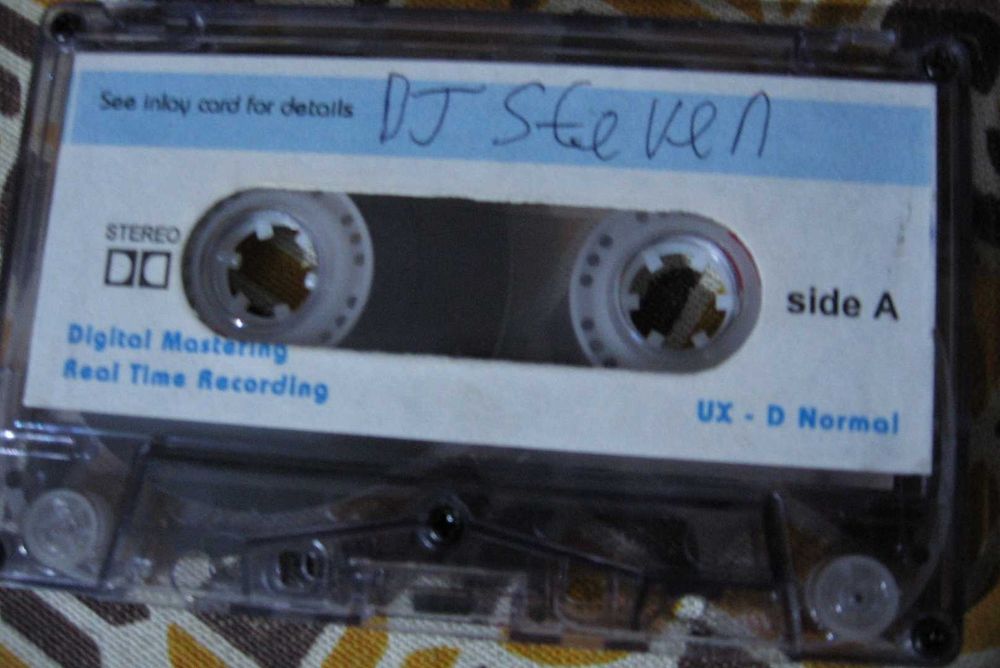 See inlay card for details DJ Steven
STEREO
side A
Digital Mastering
Real Time Recording
UX - D Normal